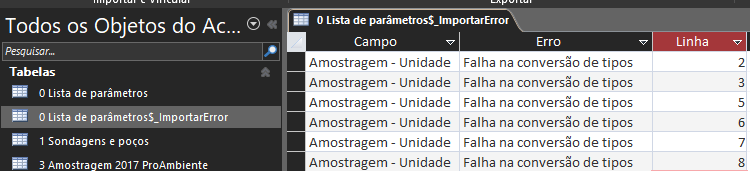 Importar e Vincular
Exportar
Todos os Objetos do Ac...
Pesquisar...
Tabelas
0 Lista de parâmetros
0 Lista de parâmetros$_ImportarError
1 Sondagens e poços
3 Amostragem 2017 ProAmbiente
0 Lista de parâmetros$_ImportarError
Campo Erro Linha
Amostragem - Unidade Falha na conversão de tipos 2
Amostragem - Unidade Falha na conversão de tipos 3
Amostragem - Unidade Falha na conversão de tipos 5
Amostragem - Unidade Falha na conversão de tipos 6
Amostragem - Unidade Falha na conversão de tipos 7
Amostragem - Unidade Falha na conversão de tipos 8